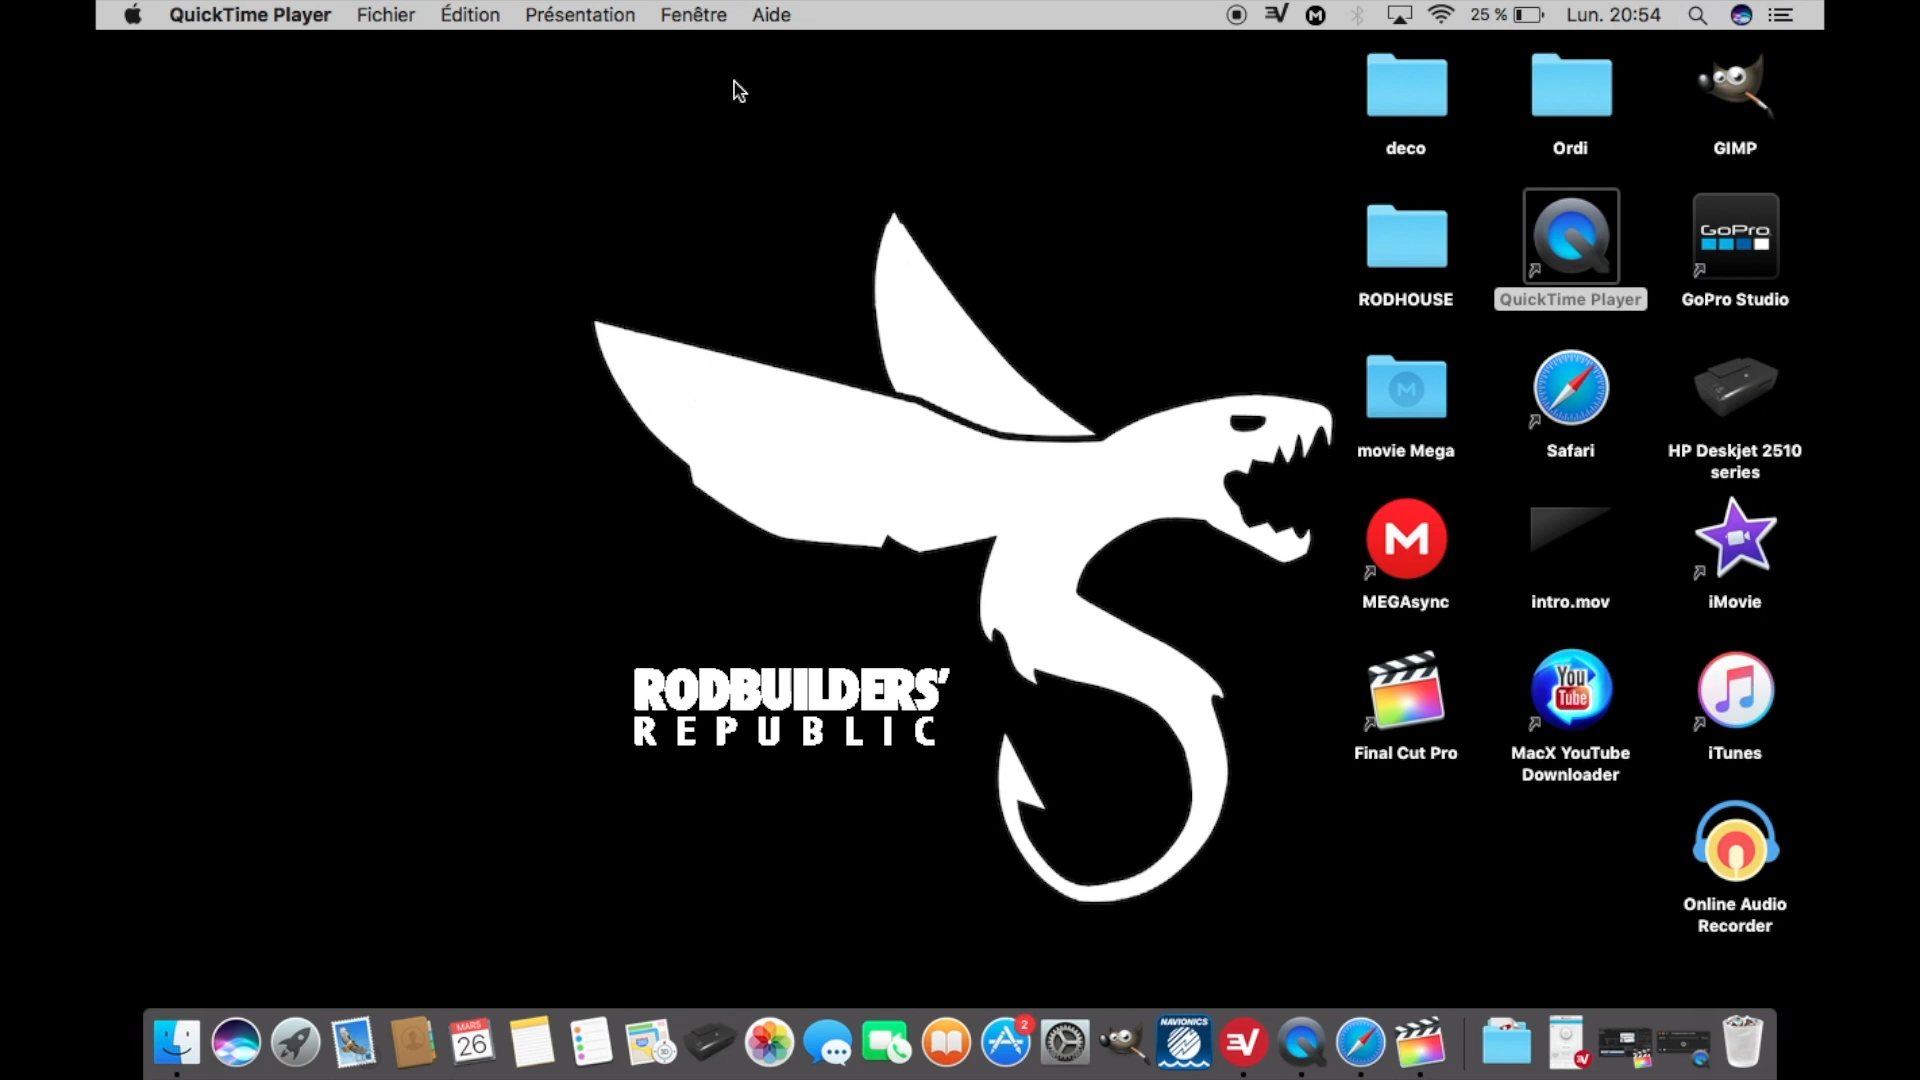 QuickTime Player Fichier Édition Présentation Fenêtre Aide 25 % Lun. 20:54
deco Ordi GIMP
GoPro
RODHOUSE QuickTime Player GoPro Studio
movie Mega Safari HP Deskjet 2510
series
MEGAsync intro.mov iMovie
You
Tube
Final Cut Pro MacX YouTube iTunes
Downloader
RODBUILDERS'
REPUBLIC
Online Audio
Recorder
MARS
26
2
NAVIONICS